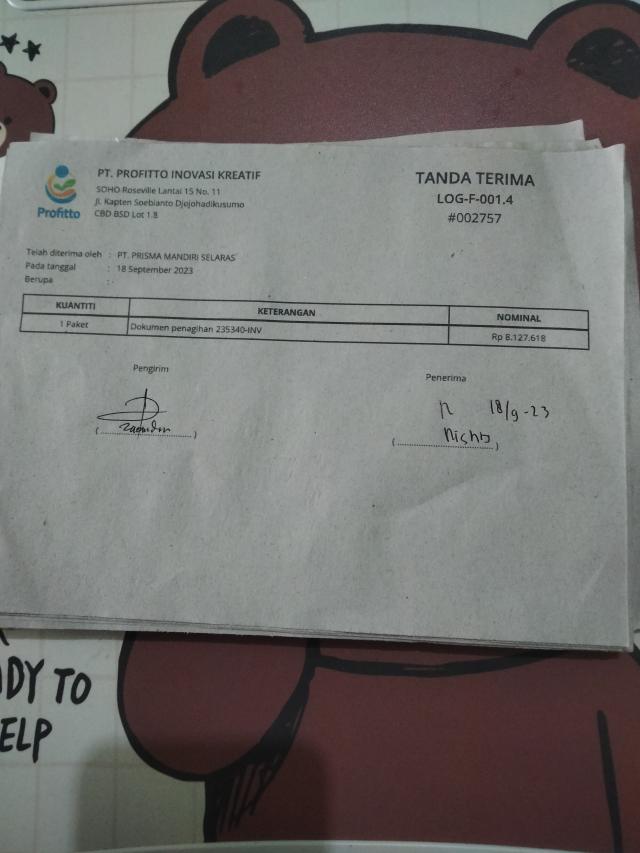 PT. PROFITTO INOVASI KREATIF
SOHO Roseville Lantai 15 No. 11
Jl. Kapten Soebianto Djojohadikusumo
CBD BSD Lot 1.8
Profitto
TANDA TERIMA
LOG-F-001.4
#002757
Telah diterima oleh : PT. PRISMA MANDIRI SELARAS
Pada tanggal : 18 September 2023
Berupa :
KUANTITI KETERANGAN NOMINAL
1 Paket Dokumen penagihan 235340-INV Rp 8.127.618
Pengirim
Penerima
18/9-23
DY TO
ELP